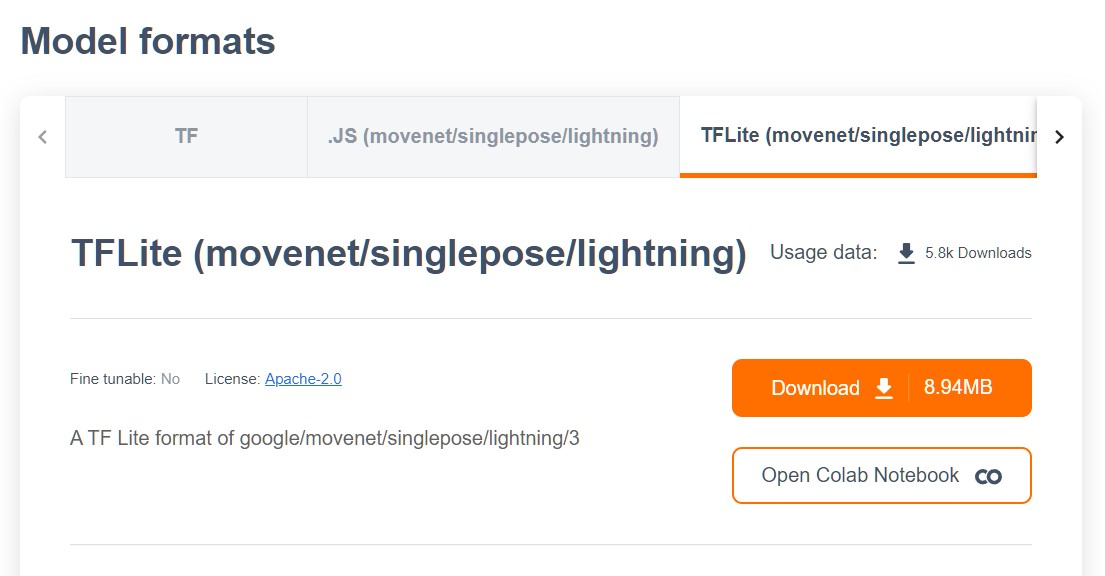 Model formats
TF
.JS (movenet/singlepose/lightning)
TFLite (movenet/singlepose/lightnin
TFLite (movenet/singlepose/lightning)
Usage data:
5.8k Downloads
Fine tunable: No
License: Apache-2.0
Download
8.94MB
A TF Lite format of google/movenet/singlepose/lightning/3
Open Colab Notebook